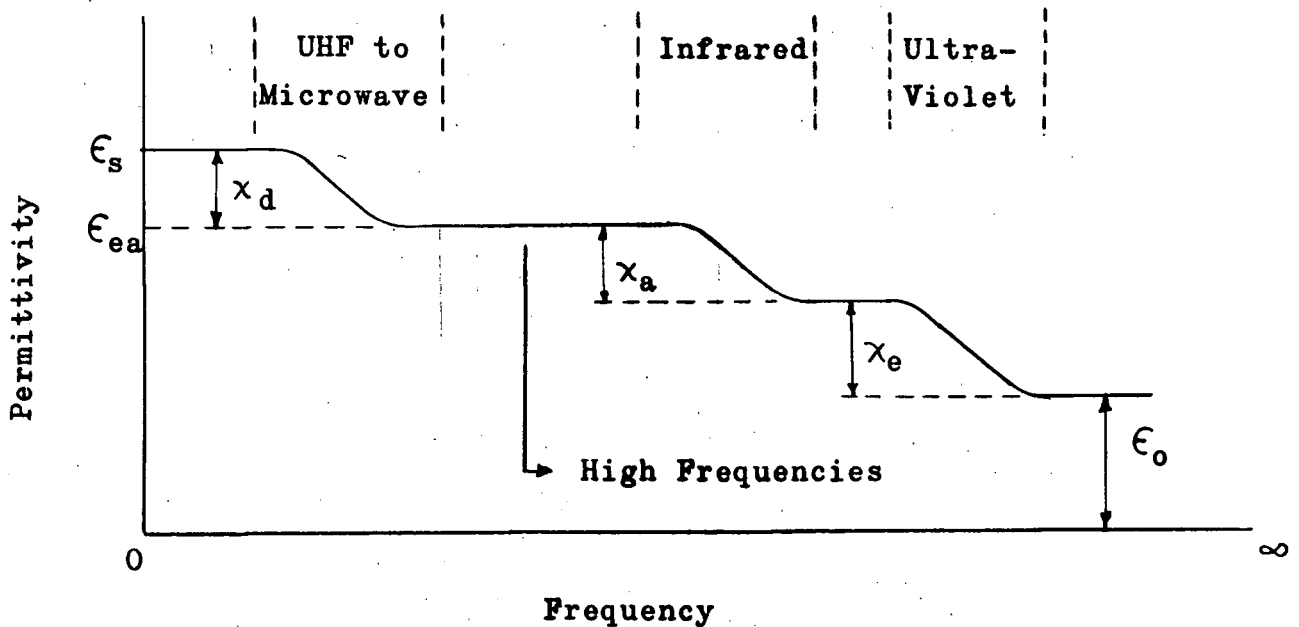 UHF to
Microwave
Infrared
Ultra-
Violet
ϵs
χd
ϵea
χa
χe
ϵo
High Frequencies
Permittivity
0
∞
Frequency